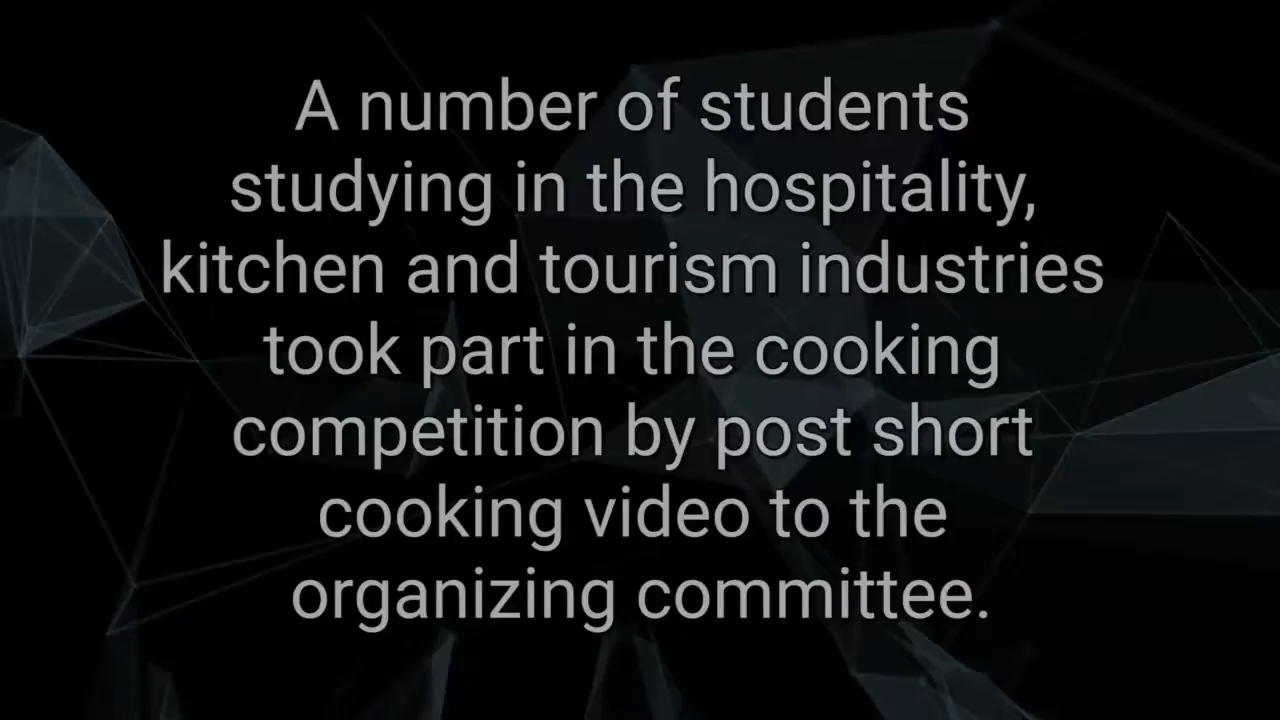 A number of students
studying in the hospitality,
kitchen and tourism industries
took part in the cooking
competition by post short
cooking video to the
organizing committee.